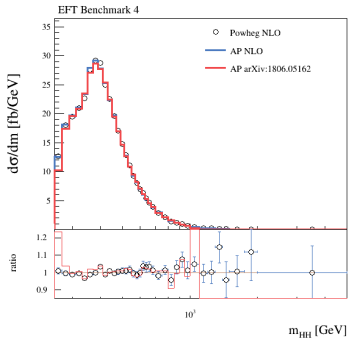 EFT Benchmark 4
dσ/dm [fb/GeV]
35
30
25
20
15
10
5
Powheg NLO
AP NLO
AP arXiv:1806.05162
ratio
1.2
1.1
1
0.9
10³
m_HH [GeV]